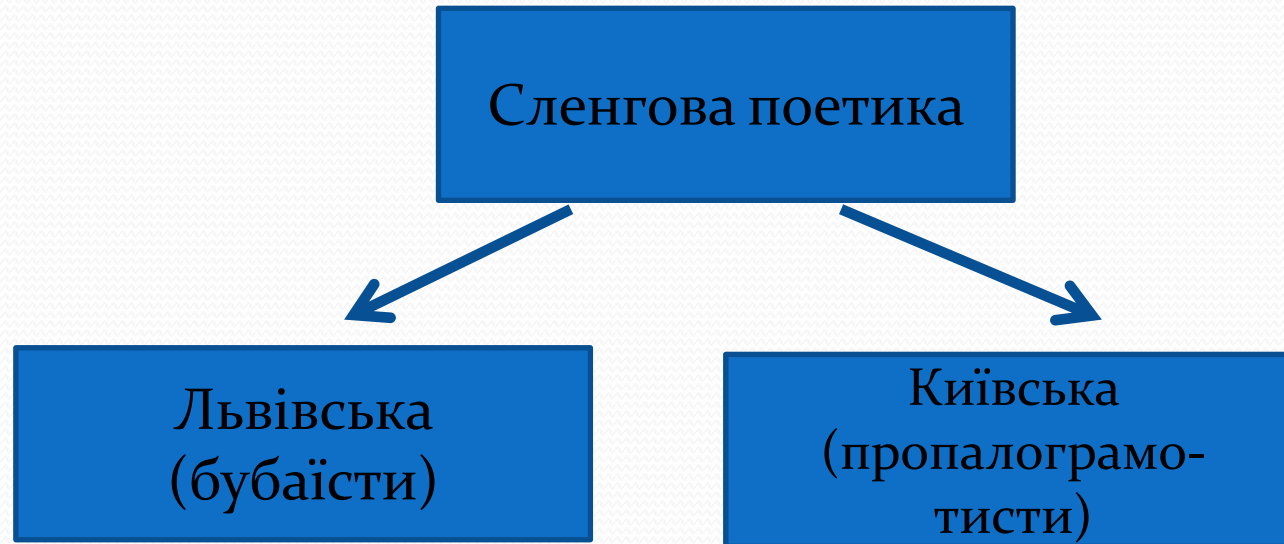 Сленгова поетика
Львівська
(бубаїсти)
Київська
(пропалограмо-
тисти)